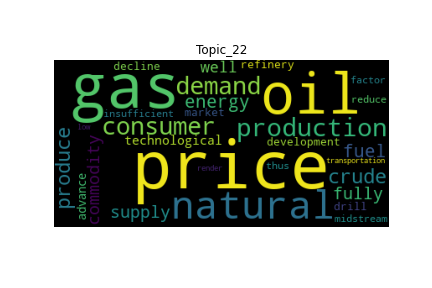 Topic_22
decline
well
refinery
gas
demand
oil
factor
energy
reduce
insufficient
market
consumer
production
low
technological
development
fuel
produce
commodity
price
transportation
render
thus
crude
advance
natural
fully
supply
drill
midstream